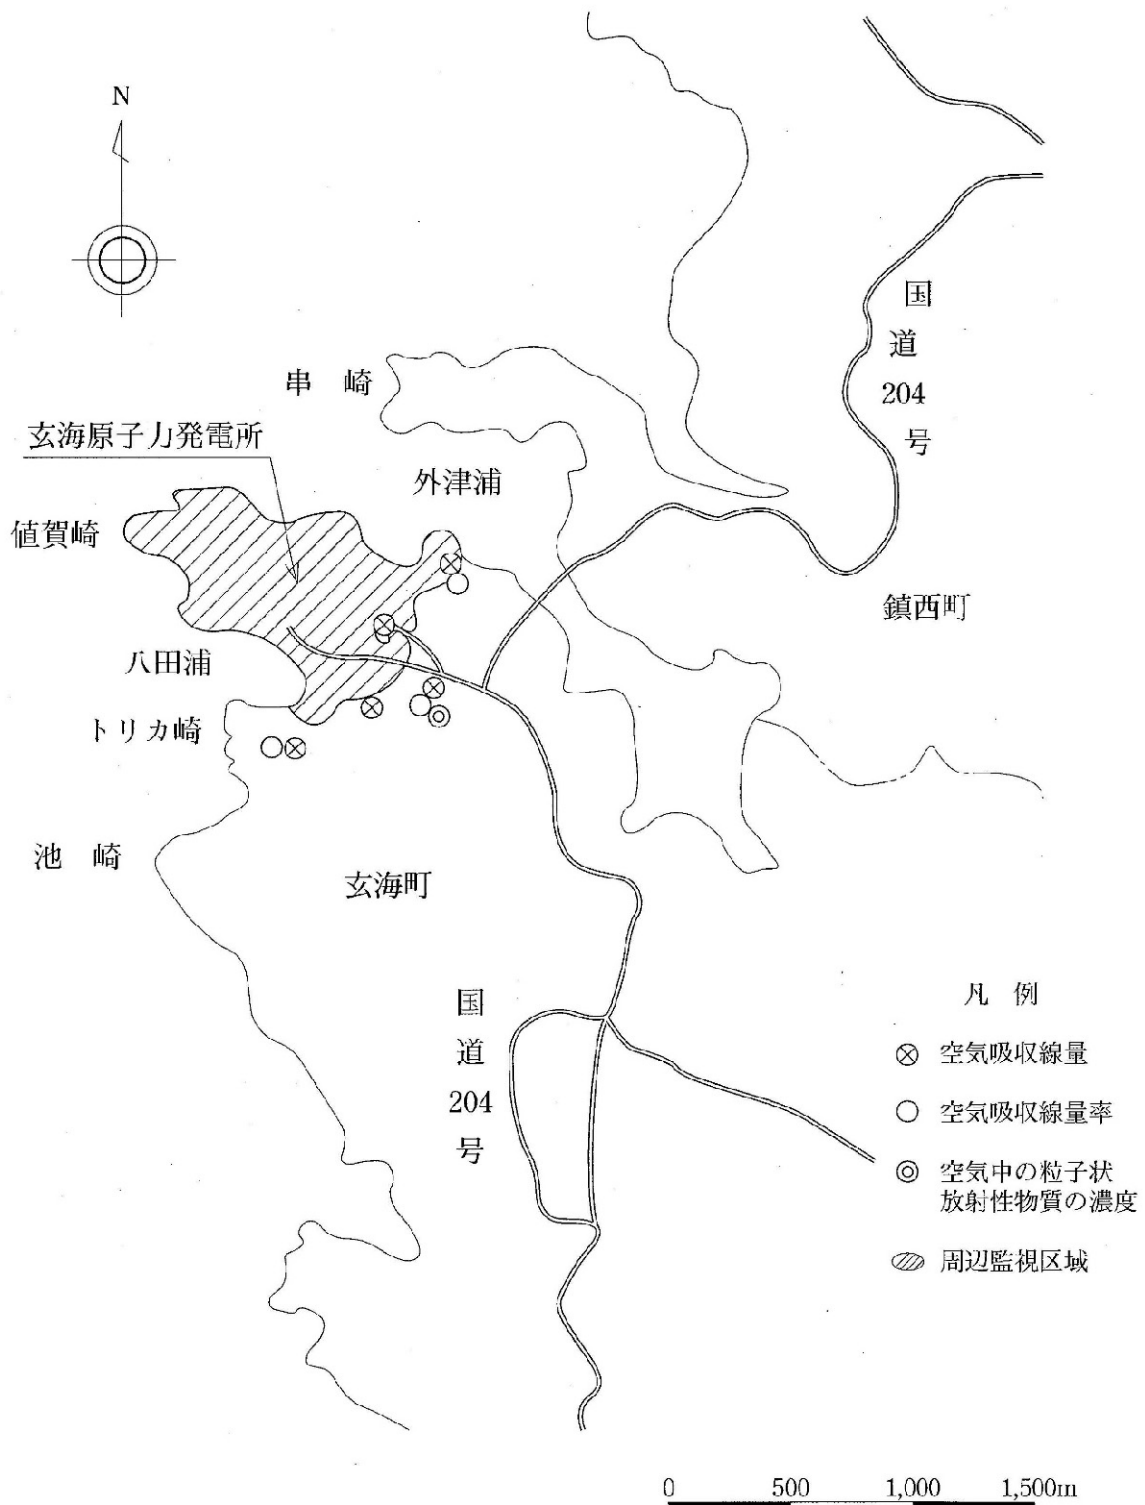 N
国
道
204
号
串 崎
玄海原子力発電所
外津浦
値賀崎
鎮西町
八田浦
トリカ崎
池 崎
玄海町
国
道
204
号
凡 例
空気吸収線量
空気吸収線量率
空気中の粒子状
放射性物質の濃度
周辺監視区域
0 500 1,000 1,500m